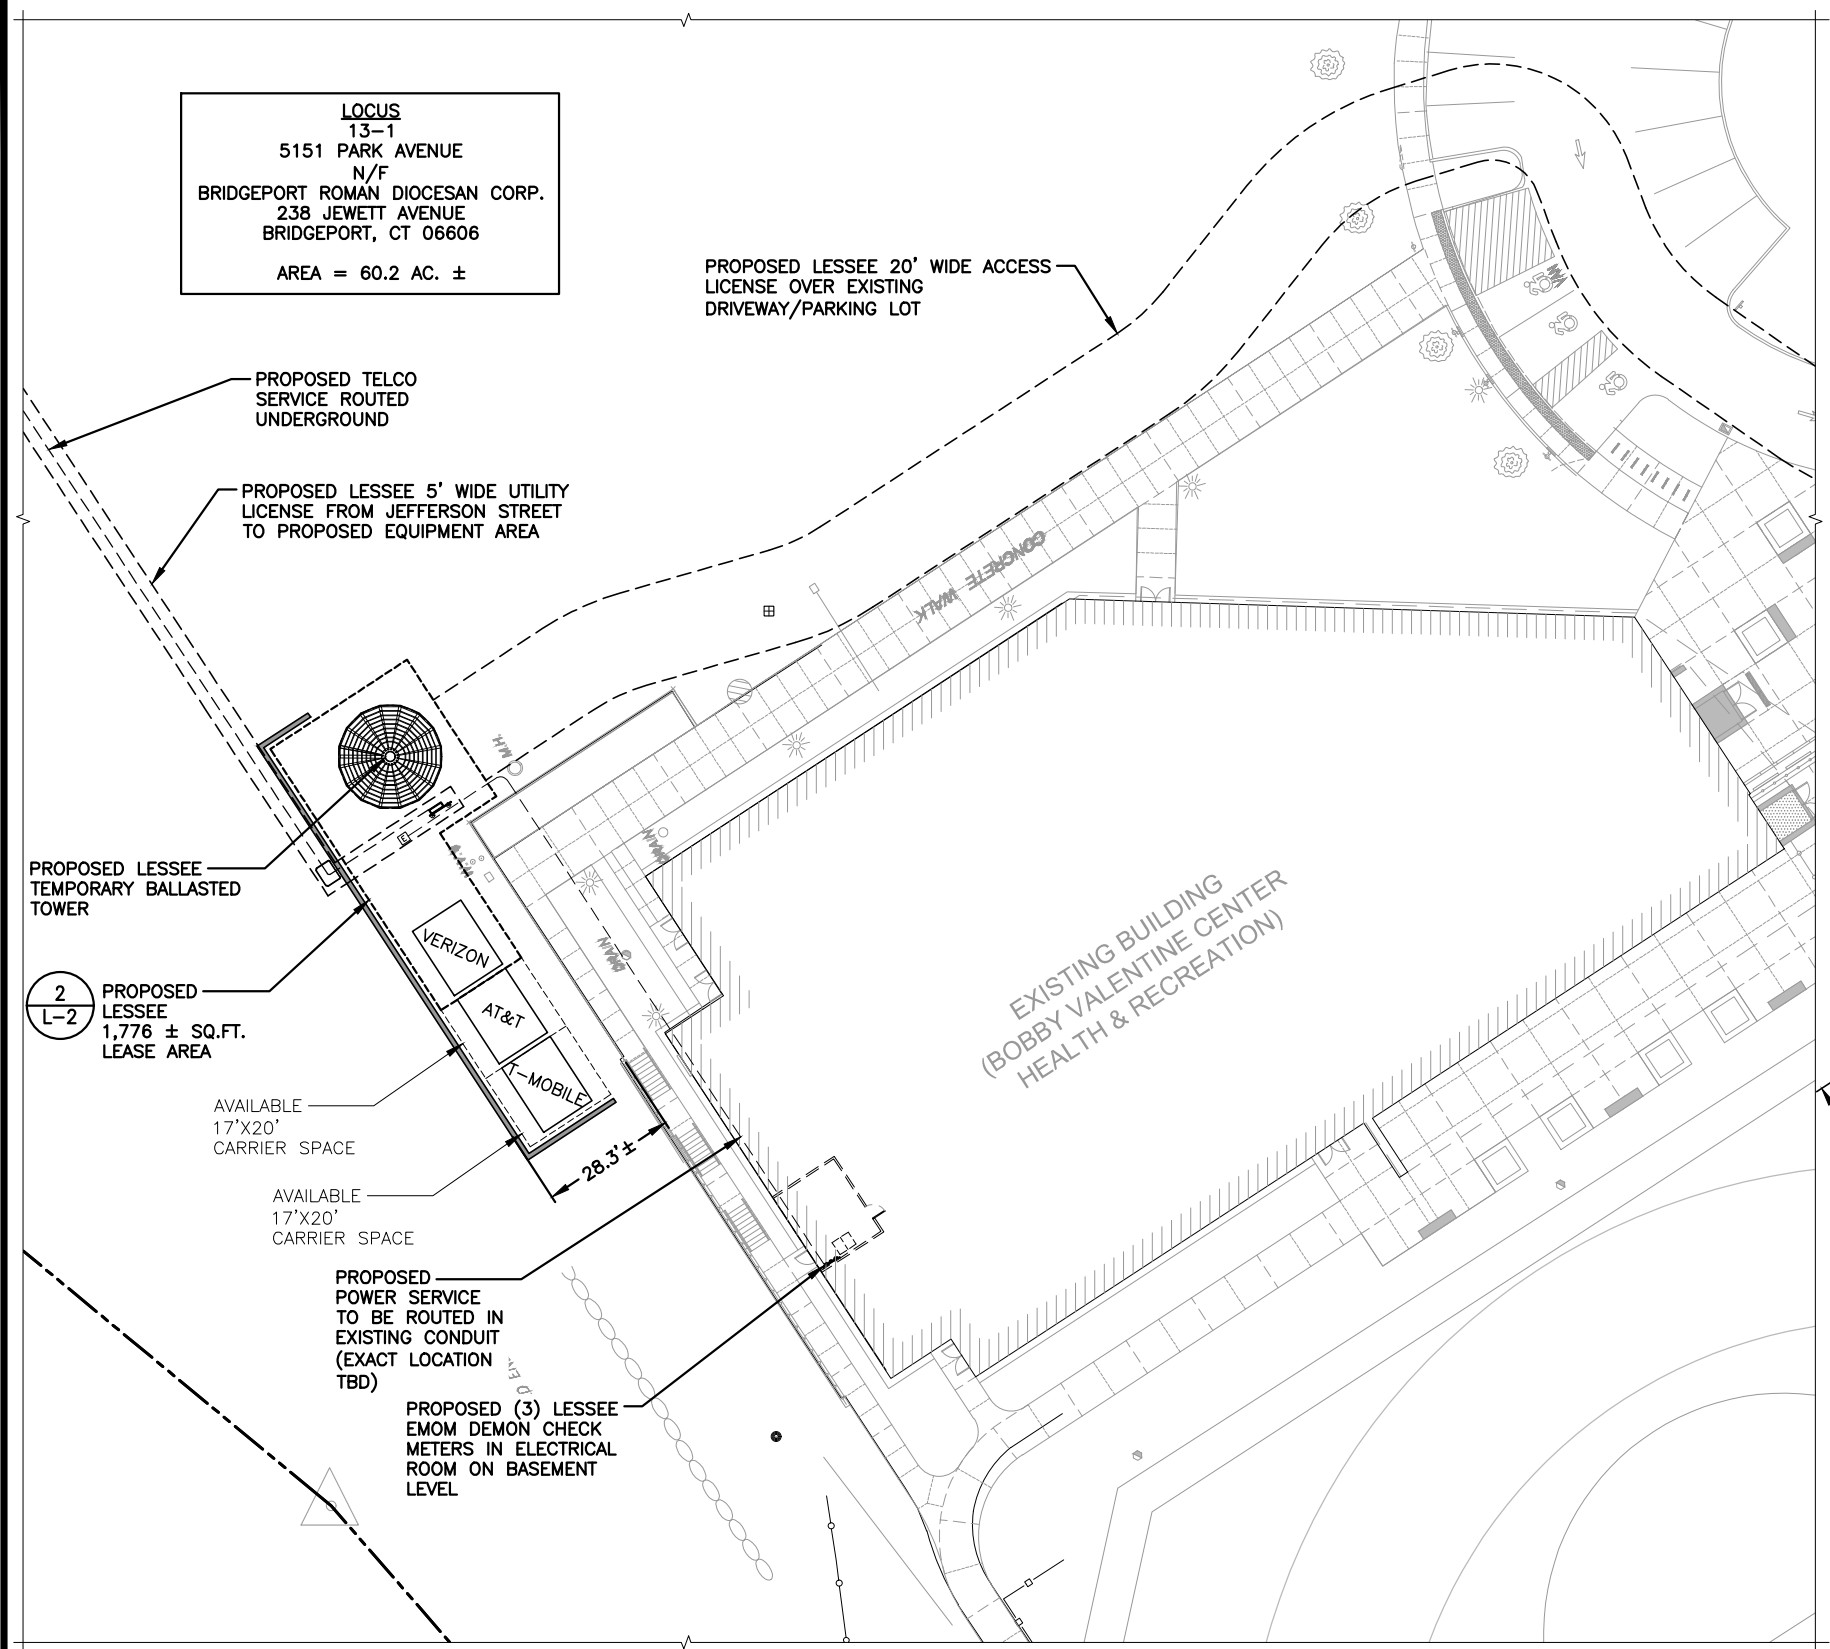 LOCUS
13-1
5151 PARK AVENUE
N/F
BRIDGEPORT ROMAN DIOCESAN CORP.
238 JEWETT AVENUE
BRIDGEPORT, CT 06606
AREA = 60.2 AC. ±
PROPOSED LESSEE 20' WIDE ACCESS
LICENSE OVER EXISTING
DRIVEWAY/PARKING LOT
PROPOSED TELCO
SERVICE ROUTED
UNDERGROUND
PROPOSED LESSEE 5' WIDE UTILITY
LICENSE FROM JEFFERSON STREET
TO PROPOSED EQUIPMENT AREA
CONCRETE WALK
M.H.
DRAIN
DRAIN
E
PROPOSED LESSEE
TEMPORARY BALLASTED
TOWER
VERIZON
AT&T
T-MOBILE
2
L-2
PROPOSED
LESSEE
1,776 ± SQ.FT.
LEASE AREA
EXISTING BUILDING
(BOBBY VALENTINE CENTER
HEALTH & RECREATION)
AVAILABLE
17'X20'
CARRIER SPACE
28.3'±
AVAILABLE
17'X20'
CARRIER SPACE
PROPOSED
POWER SERVICE
TO BE ROUTED IN
EXISTING CONDUIT
(EXACT LOCATION
TBD)
PROPOSED (3) LESSEE
EMOM DEMON CHECK
METERS IN ELECTRICAL
ROOM ON BASEMENT
LEVEL